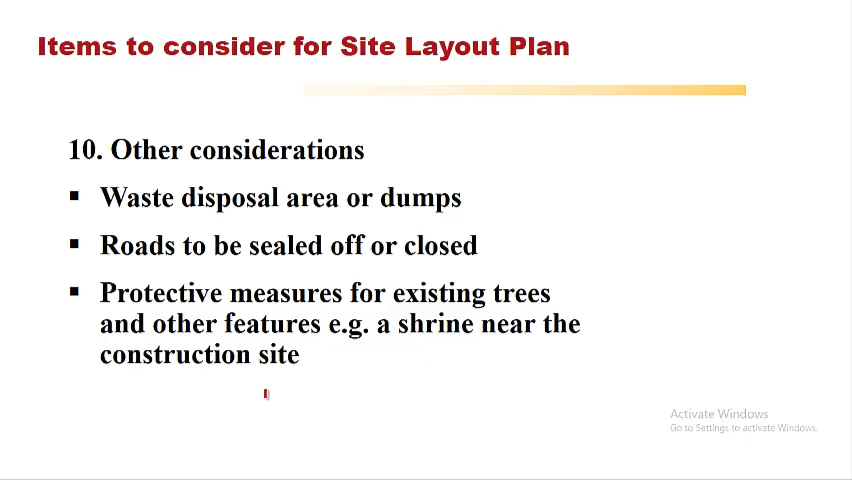 Items to consider for Site Layout Plan
10. Other considerations
▪ Waste disposal area or dumps
▪ Roads to be sealed off or closed
▪ Protective measures for existing trees
and other features e.g. a shrine near the
construction site
Activate Windows
Go to Settings to activate Windows.